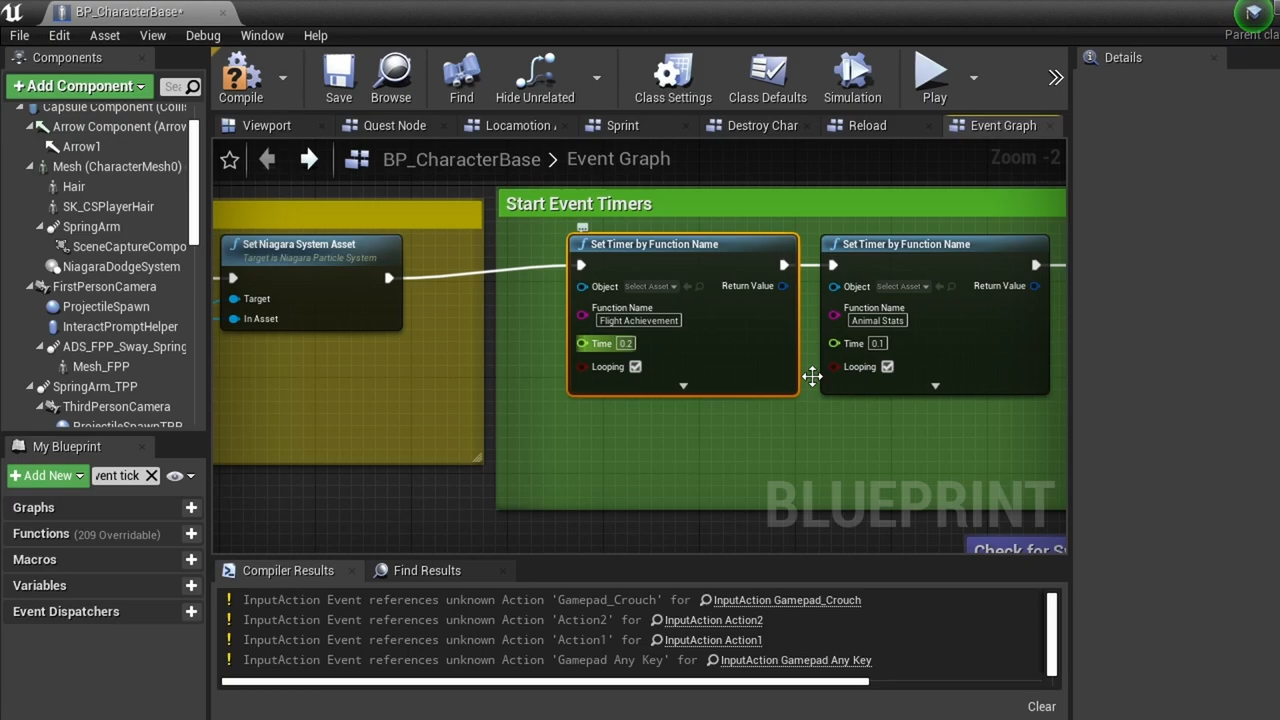 BP_CharacterBase*
File Edit Asset View Debug Window Help
Parent cla
Components
+ Add Component
Compile
Save
Browse
Find
Hide Unrelated
Class Settings
Class Defaults
Simulation
Play
Details
Capsule Component (Collis
Arrow Component (Arrow
Arrow1
Mesh (CharacterMesh0)
Hair
SK_CSPlayerHair
SpringArm
SceneCaptureCompo
NiagaraDodgeSystem
FirstPersonCamera
ProjectileSpawn
InteractPromptHelper
ADS_FPP_Sway_Spring
Mesh_FPP
SpringArm_TPP
ThirdPersonCamera
ProjectileSpawnTPP
Viewport
Quest Node
Locomotion
Sprint
Destroy Char
Reload
Event Graph
BP_CharacterBase > Event Graph
Zoom -2
Start Event Timers
Set Niagara System Asset
Target is Niagara Particle System
Target
In Asset
Set Timer by Function Name
Object Select Asset Return Value
Function Name
Flight Achievement
Time 0.2
Looping
Set Timer by Function Name
Object Select Asset Return Value
Function Name
Animal Stats
Time 0.1
Looping
BLUEPRINT
Check for S
My Blueprint
+ Add New
vent tick
Graphs
Functions (209 Overridable)
Macros
Variables
Event Dispatchers
Compiler Results
Find Results
InputAction Event references unknown Action 'Gamepad_Crouch' for InputAction Gamepad_Crouch
InputAction Event references unknown Action 'Action2' for InputAction Action2
InputAction Event references unknown Action 'Action1' for InputAction Action1
InputAction Event references unknown Action 'Gamepad Any Key' for InputAction Gamepad Any Key
Clear